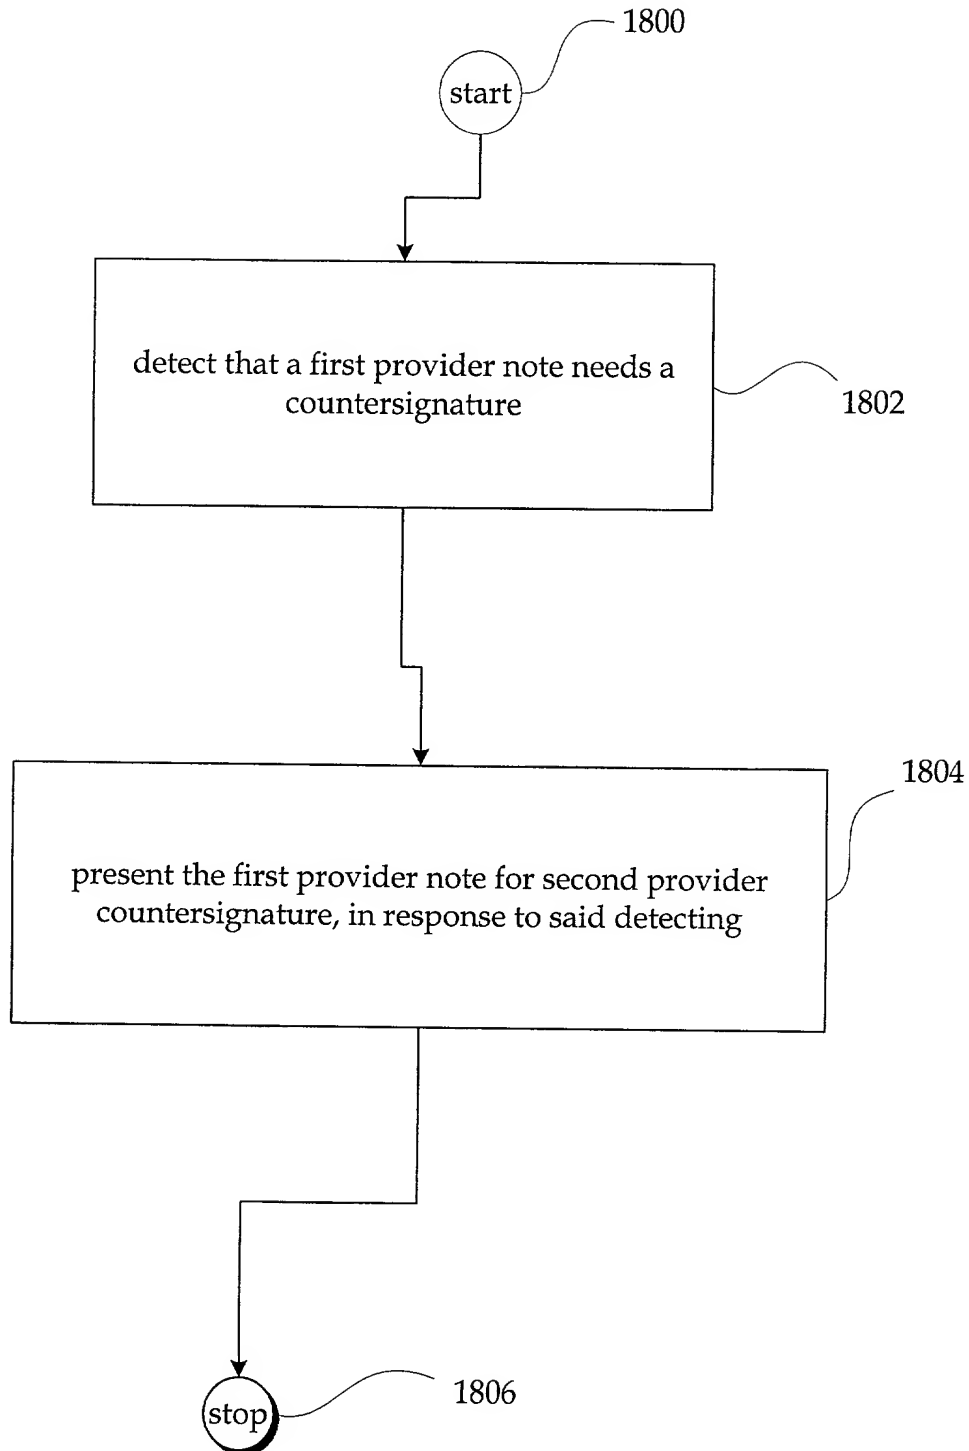 1800
start
detect that a first provider note needs a
countersignature
1802
1804
present the first provider note for second provider
countersignature, in response to said detecting
1806
stop